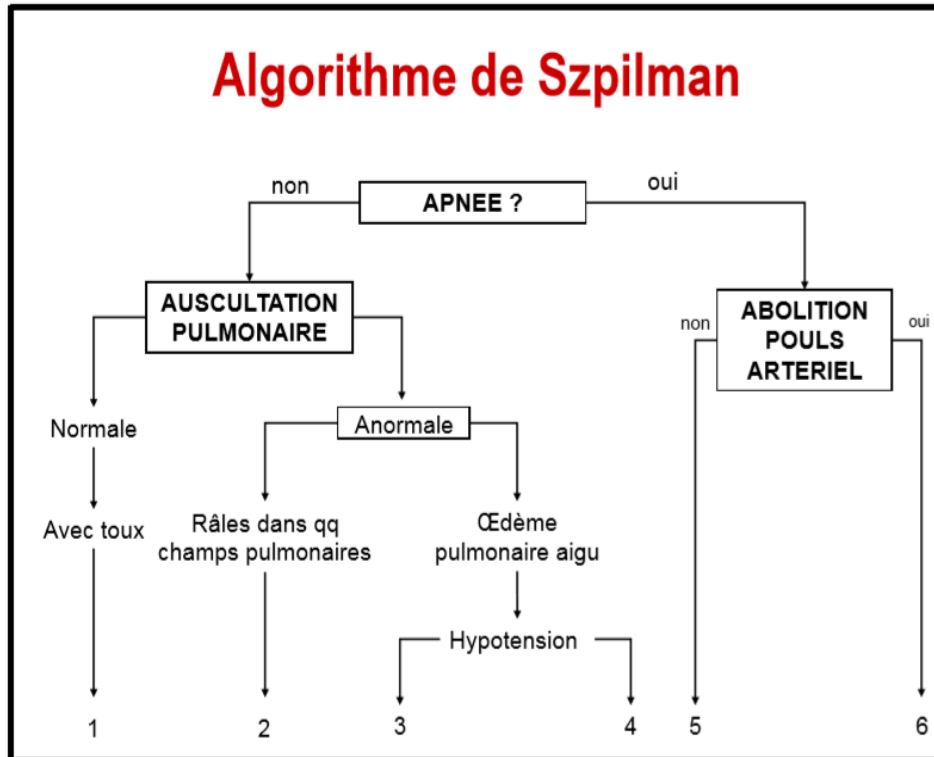 Algorithme de Szpilman
non
APNEE ?
oui
AUSCULTATION
PULMONAIRE
non
ABOLITION
POULS
ARTERIEL
oui
Normale
Anormale
Avec toux
Râles dans qq
champs pulmonaires
Œdème
pulmonaire aigu
Hypotension
1
2
3
4
5
6